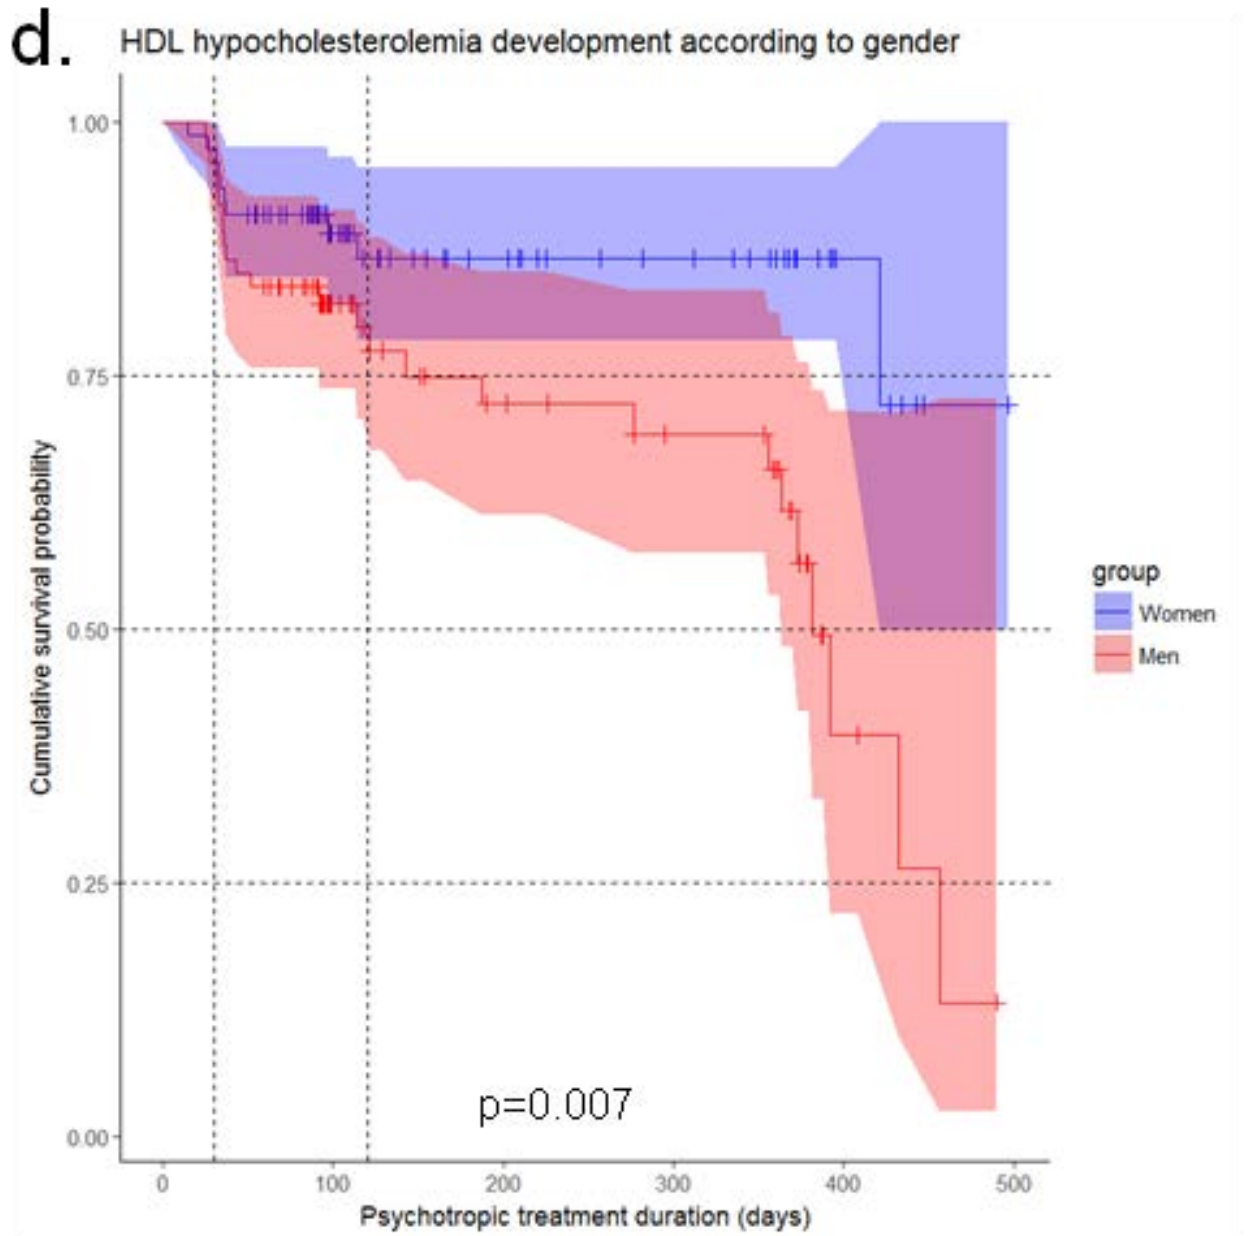 d.
HDL hypocholesterolemia development according to gender
Cumulative survival probability
1.00
0.75
0.50
0.25
0.00
p=0.007
0 100 200 300 400 500
Psychotropic treatment duration (days)
group
Women
Men